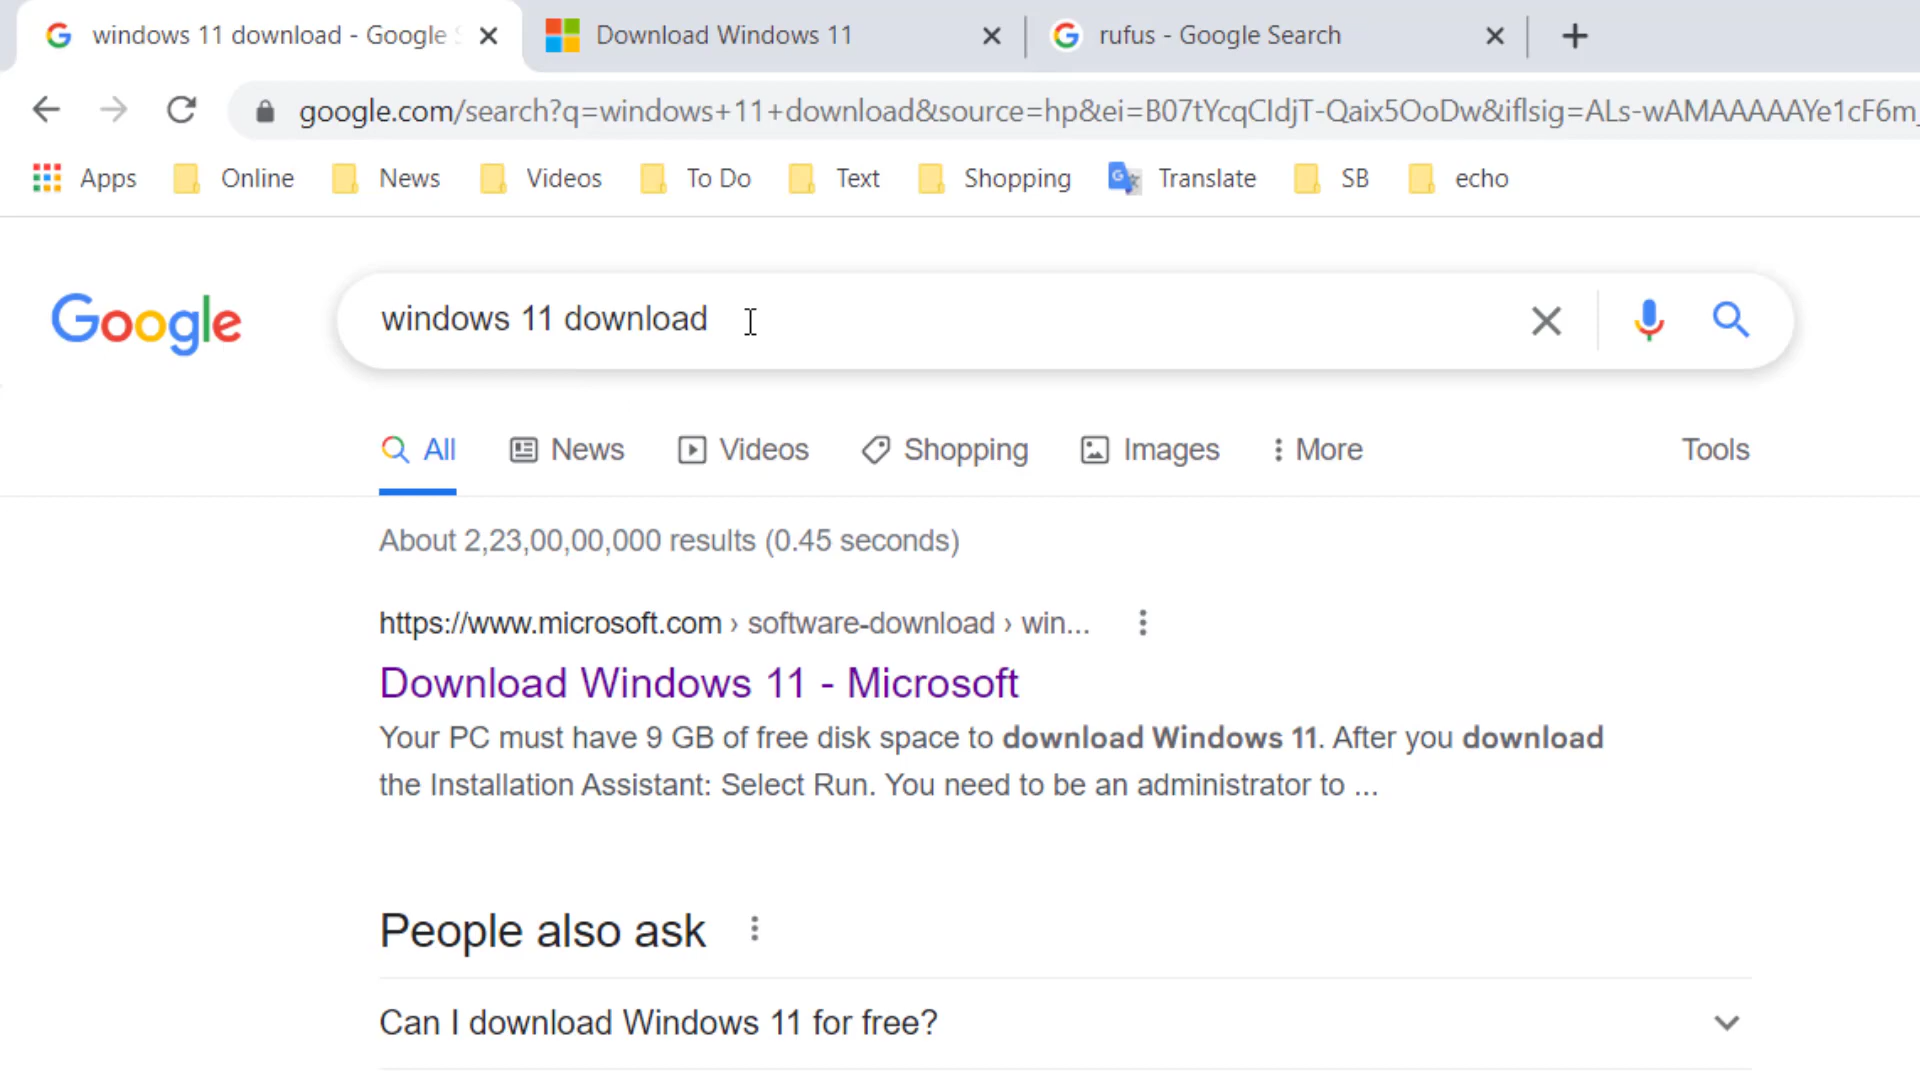 windows 11 download - Google S
Download Windows 11
rufus - Google Search
google.com/search?q=windows+11+download&source=hp&ei=B07tYcqCIdjT-Qaix5OoDw&iflsig=ALs-wAMAAAAAYe1cF6m
Apps Online News Videos To Do Text Shopping Translate SB echo
Google
windows 11 download
All News Videos Shopping Images More Tools
About 2,23,00,00,000 results (0.45 seconds)
https://www.microsoft.com › software-download › win...
Download Windows 11 - Microsoft
Your PC must have 9 GB of free disk space to download Windows 11. After you download
the Installation Assistant: Select Run. You need to be an administrator to ...
People also ask
Can I download Windows 11 for free?